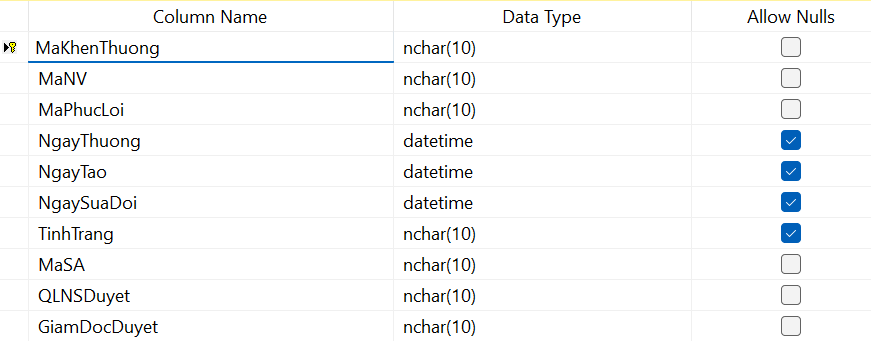 Column Name Data Type Allow Nulls
MaKhenThuong nchar(10)
MaNV nchar(10)
MaPhucLoi nchar(10)
NgayThuong datetime
NgayTao datetime
NgaySuaDoi datetime
TinhTrang nchar(10)
MaSA nchar(10)
QLNSDuyet nchar(10)
GiamDocDuyet nchar(10)